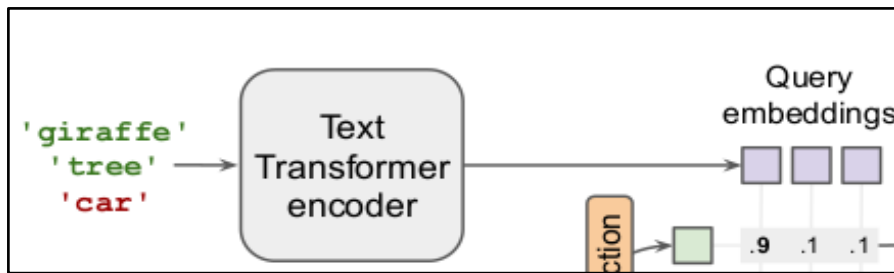 'giraffe'
'tree'
'car'
Text
Transformer
encoder
Query
embeddings
ction
.9 .1 .1